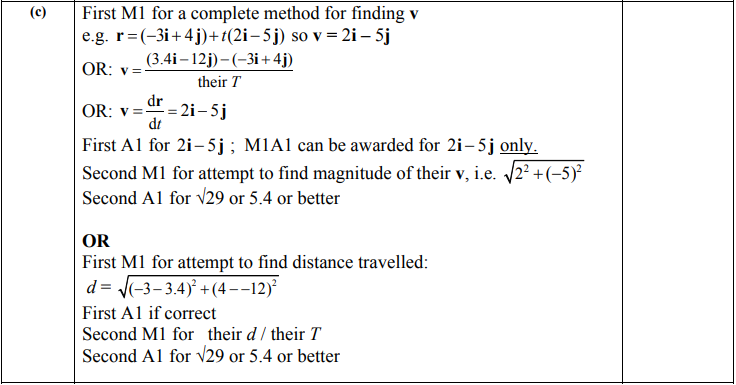 (c)
First M1 for a complete method for finding v
e.g. r = (–3i + 4j) + t(2i – 5j) so v = 2i – 5j
OR: v = (3.4i – 12j) – (–3i + 4j) / their T
OR: v = dr/dt = 2i – 5j
First A1 for 2i – 5j ; M1A1 can be awarded for 2i – 5j only.
Second M1 for attempt to find magnitude of their v, i.e. √(2² + (–5)²)
Second A1 for √29 or 5.4 or better
OR
First M1 for attempt to find distance travelled:
d = √((–3 – 3.4)² + (4 – –12)²)
First A1 if correct
Second M1 for their d / their T
Second A1 for √29 or 5.4 or better